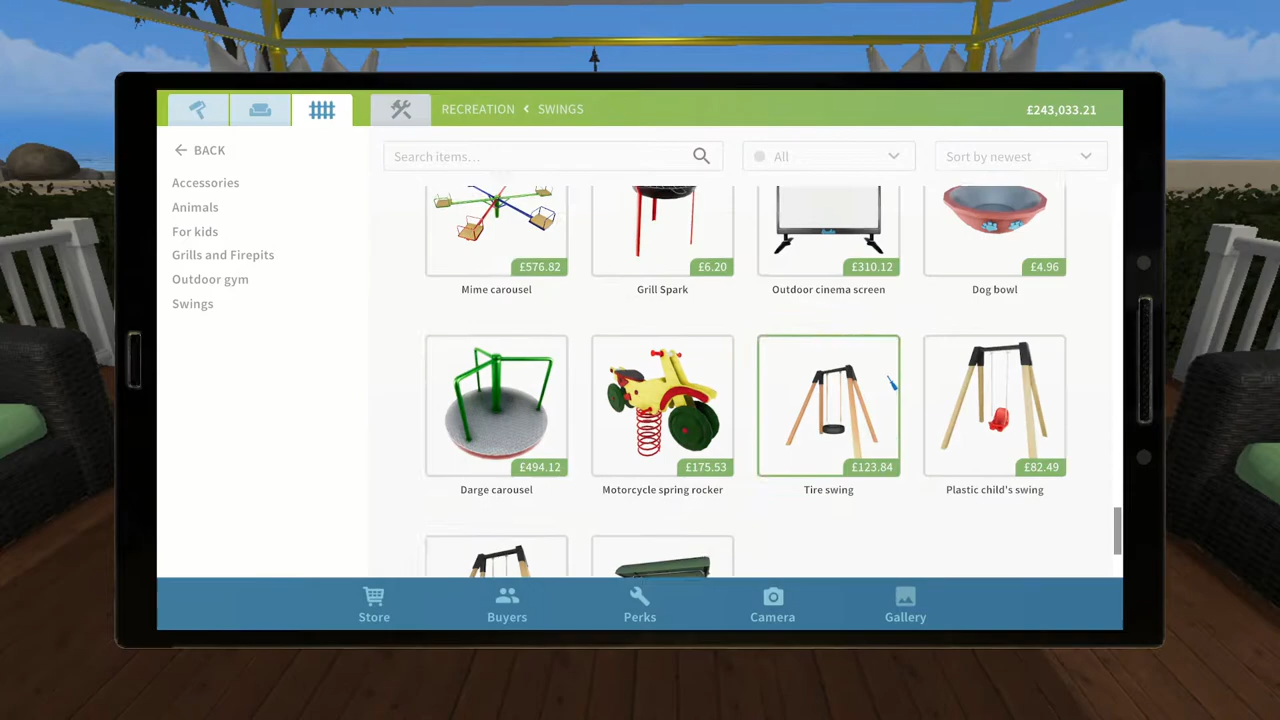 RECREATION < SWINGS
£243,033.21
BACK
Search items...
All
Sort by newest
Accessories
Animals
For kids
Grills and Firepits
Outdoor gym
Swings
£576.82
£6.20
£310.12
£4.96
Mime carousel
Grill Spark
Outdoor cinema screen
Dog bowl
£494.12
£175.53
£123.84
£82.49
Darge carousel
Motorcycle spring rocker
Tire swing
Plastic child's swing
Store
Buyers
Perks
Camera
Gallery